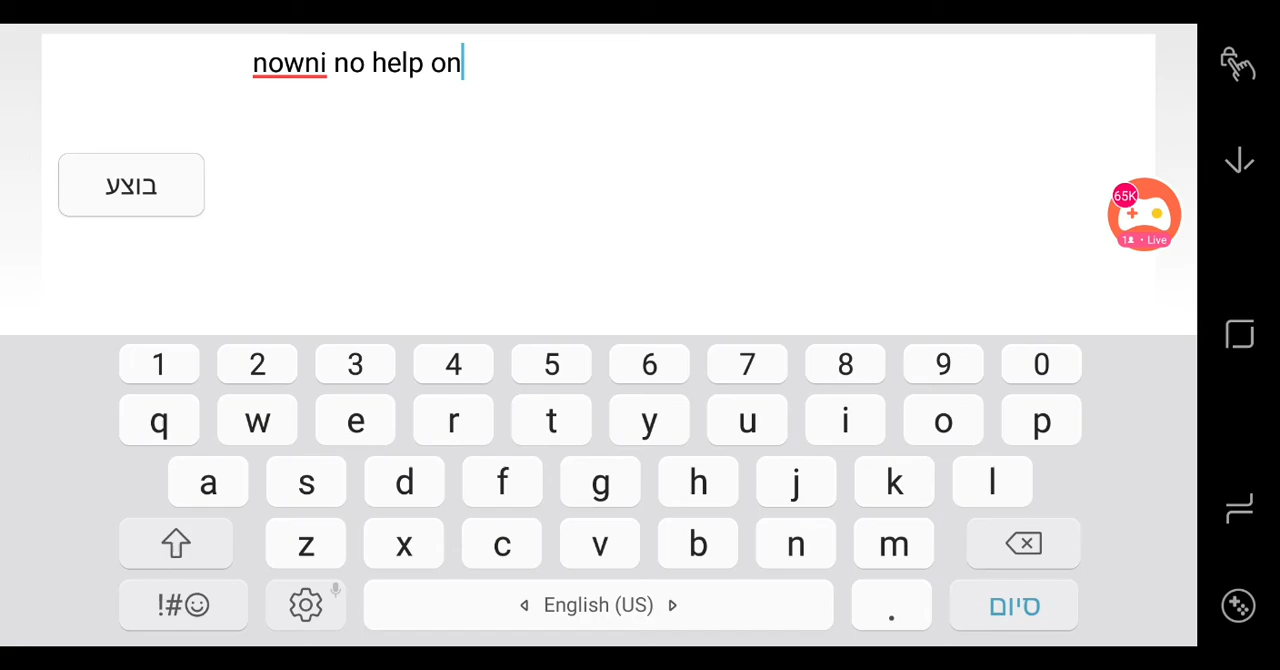 nowni no help on
בוצע
65K
1 • Live
1 2 3 4 5 6 7 8 9 0
q w e r t y u i o p
a s d f g h j k l
z x c v b n m
!#☺ English (US) . סיום